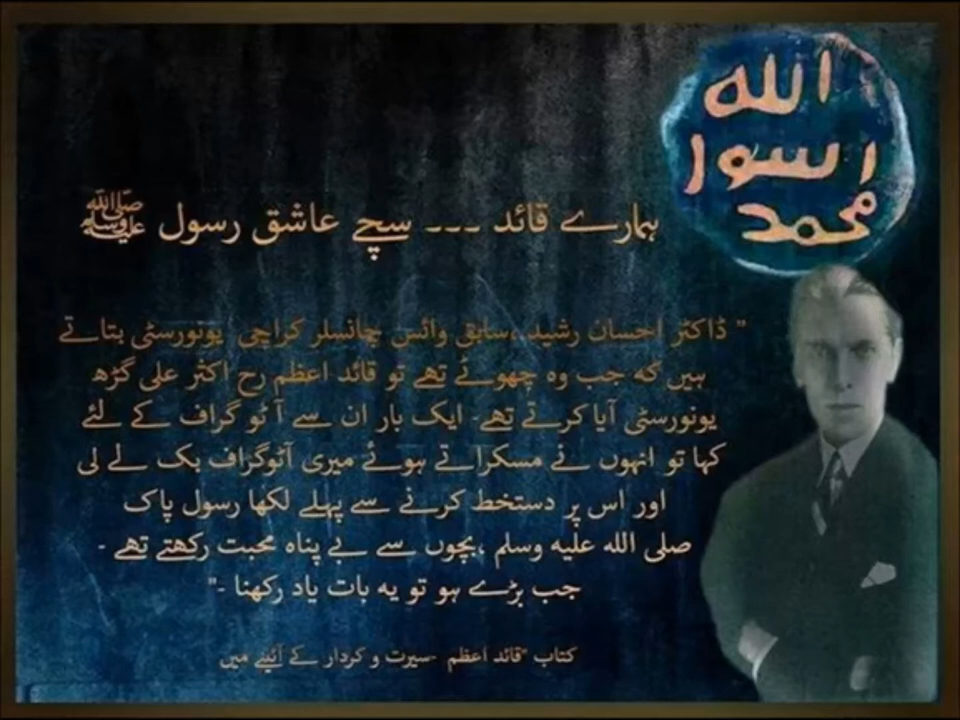 الله
رسول
محمد
ہمارے قائد --- سچے عاشق رسول ﷺ
" ڈاکٹر احسان رشید ،سابق وائس چانسلر کراچی یونورسٹی بتاتے
ہیں کہ جب وہ چھوٹے تھے تو قائد اعظم رح اکثر علی گڑھ
یونورسٹی آیا کرتے تھے- ایک بار ان سے آ ٹو گراف کے لئے
کہا تو انہوں نے مسکراتے ہوئے میری آٹوگراف بک لے لی
اور اس پر دستخط کرنے سے پہلے لکھا رسول پاک
صلی اللہ علیہ وسلم ،بچوں سے بے پناہ محبت رکھتے تھے -
جب بڑے ہو تو یہ بات یاد رکھنا -"
کتاب "قائد اعظم -سیرت و کردار کے آئینے میں